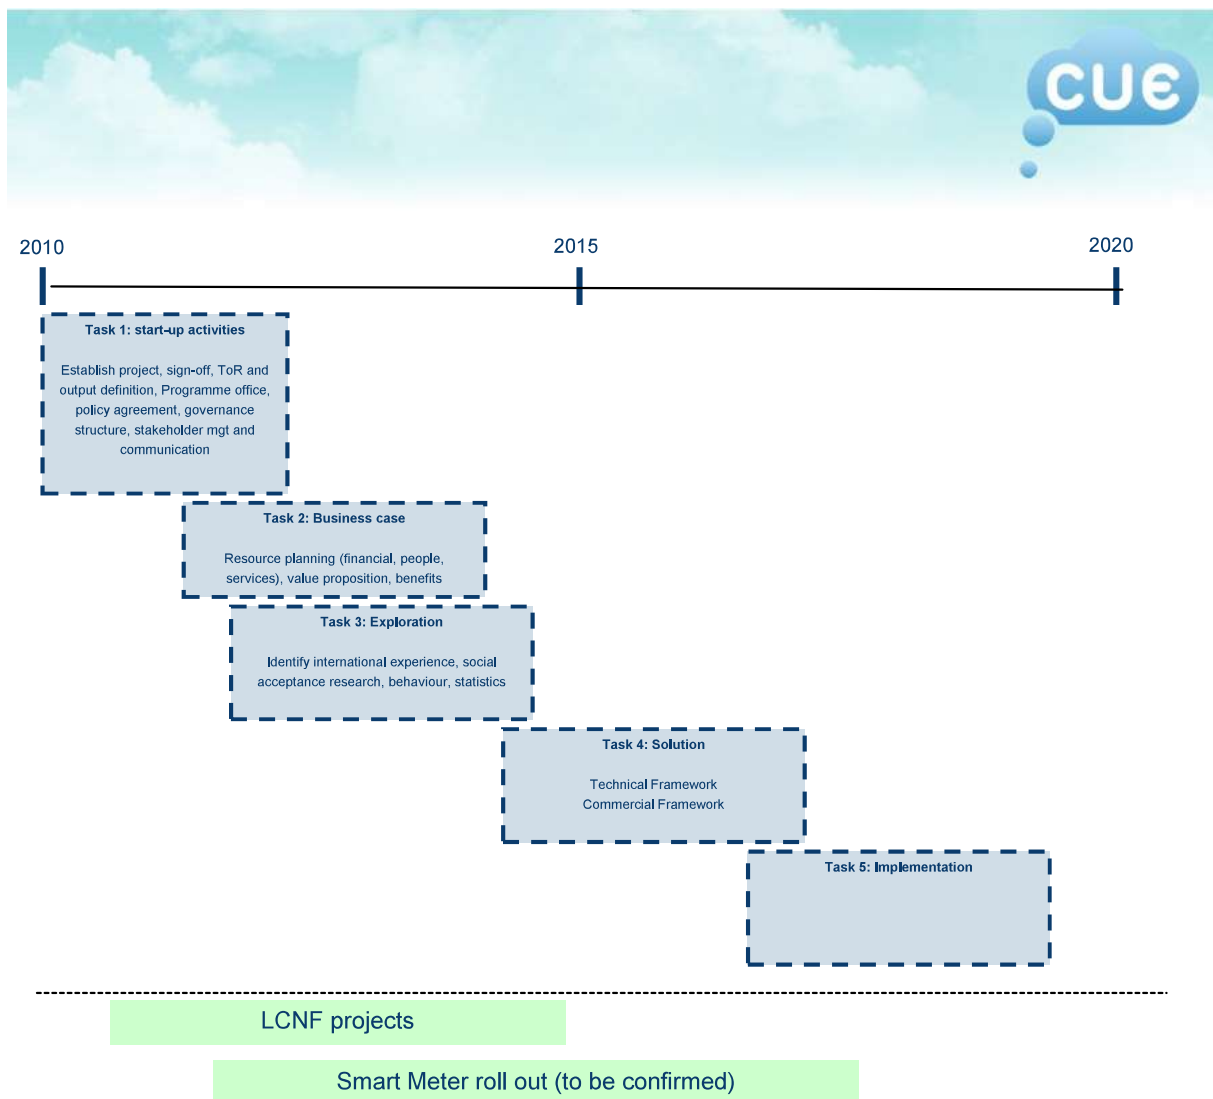 CUE
2010
2015
2020
Task 1: start-up activities
Establish project, sign-off, ToR and
output definition, Programme office,
policy agreement, governance
structure, stakeholder mgt and
communication
Task 2: Business case
Resource planning (financial, people,
services), value proposition, benefits
Task 3: Exploration
Identify international experience, social
acceptance research, behaviour, statistics
Task 4: Solution
Technical Framework
Commercial Framework
Task 5: Implementation
LCNF projects
Smart Meter roll out (to be confirmed)